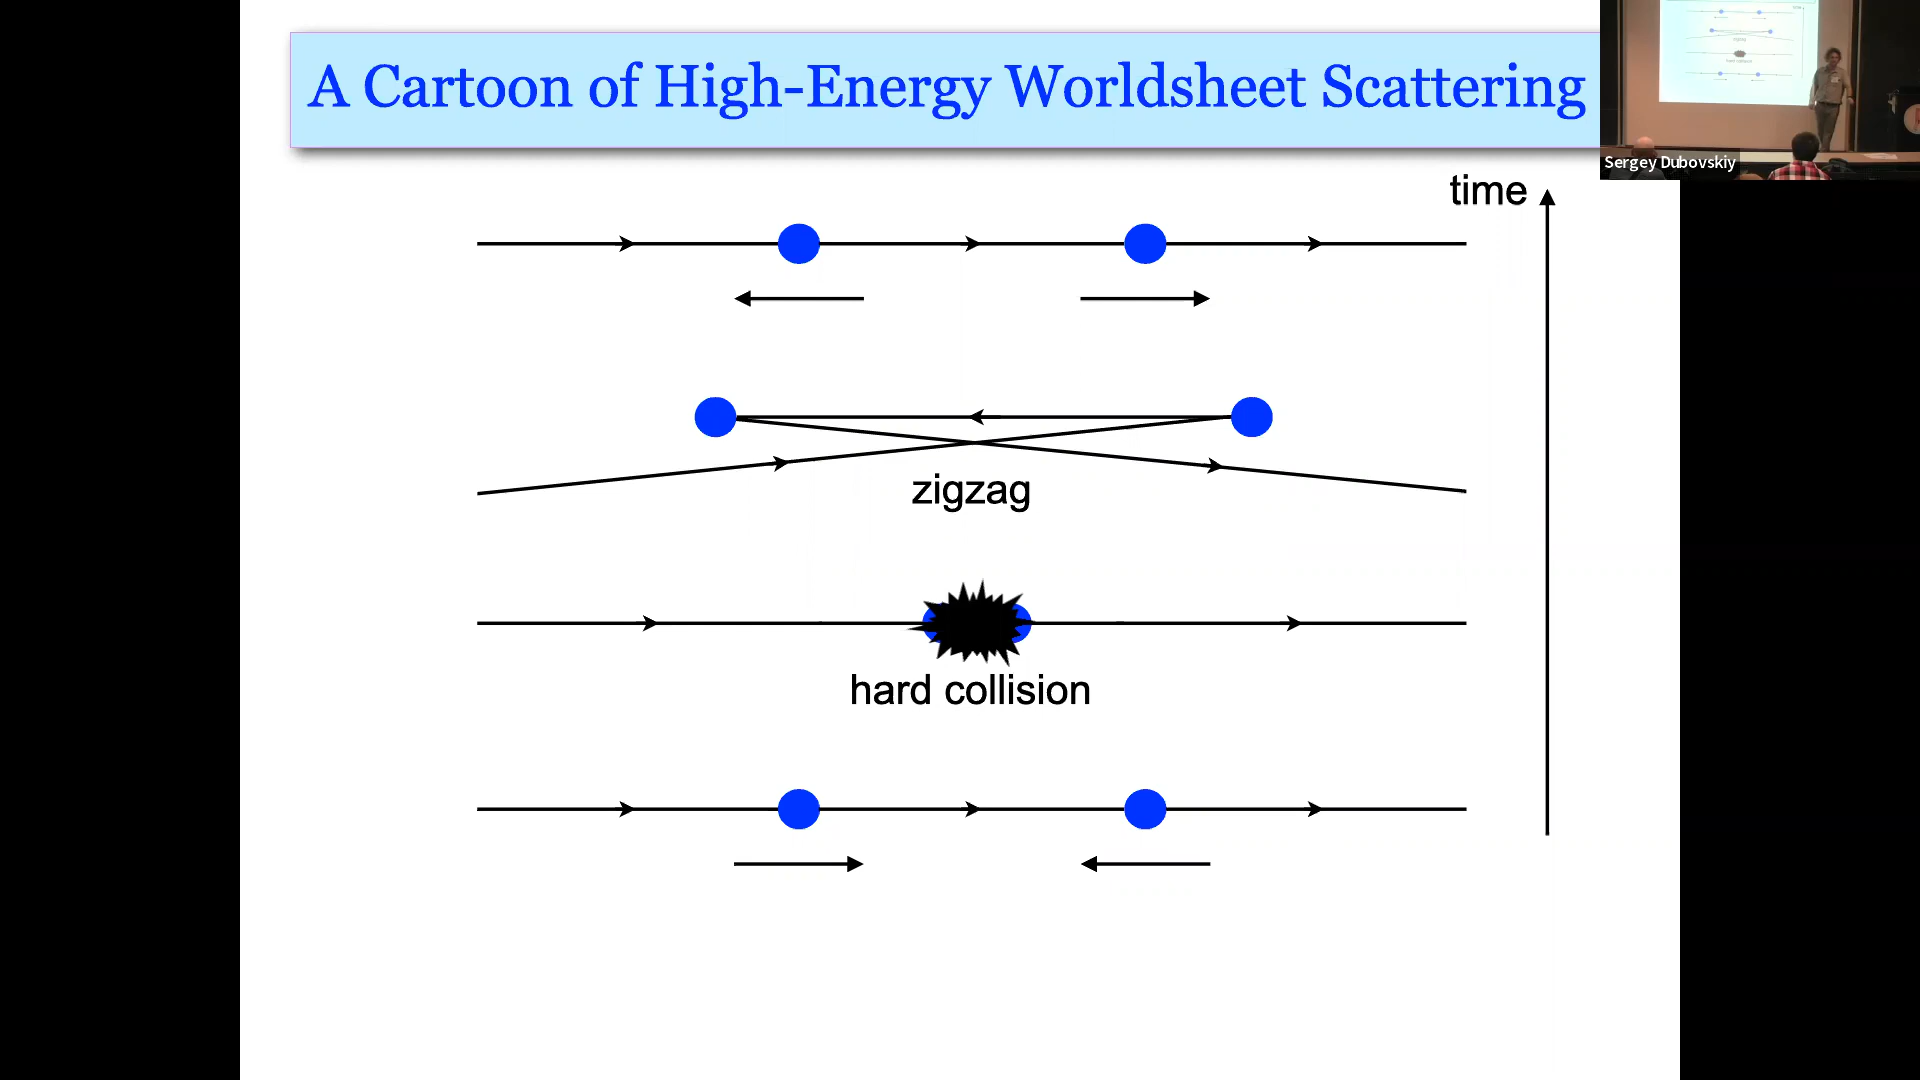 A Cartoon of High-Energy Worldsheet Scattering
Sergey Dubovskiy
time
zigzag
hard collision